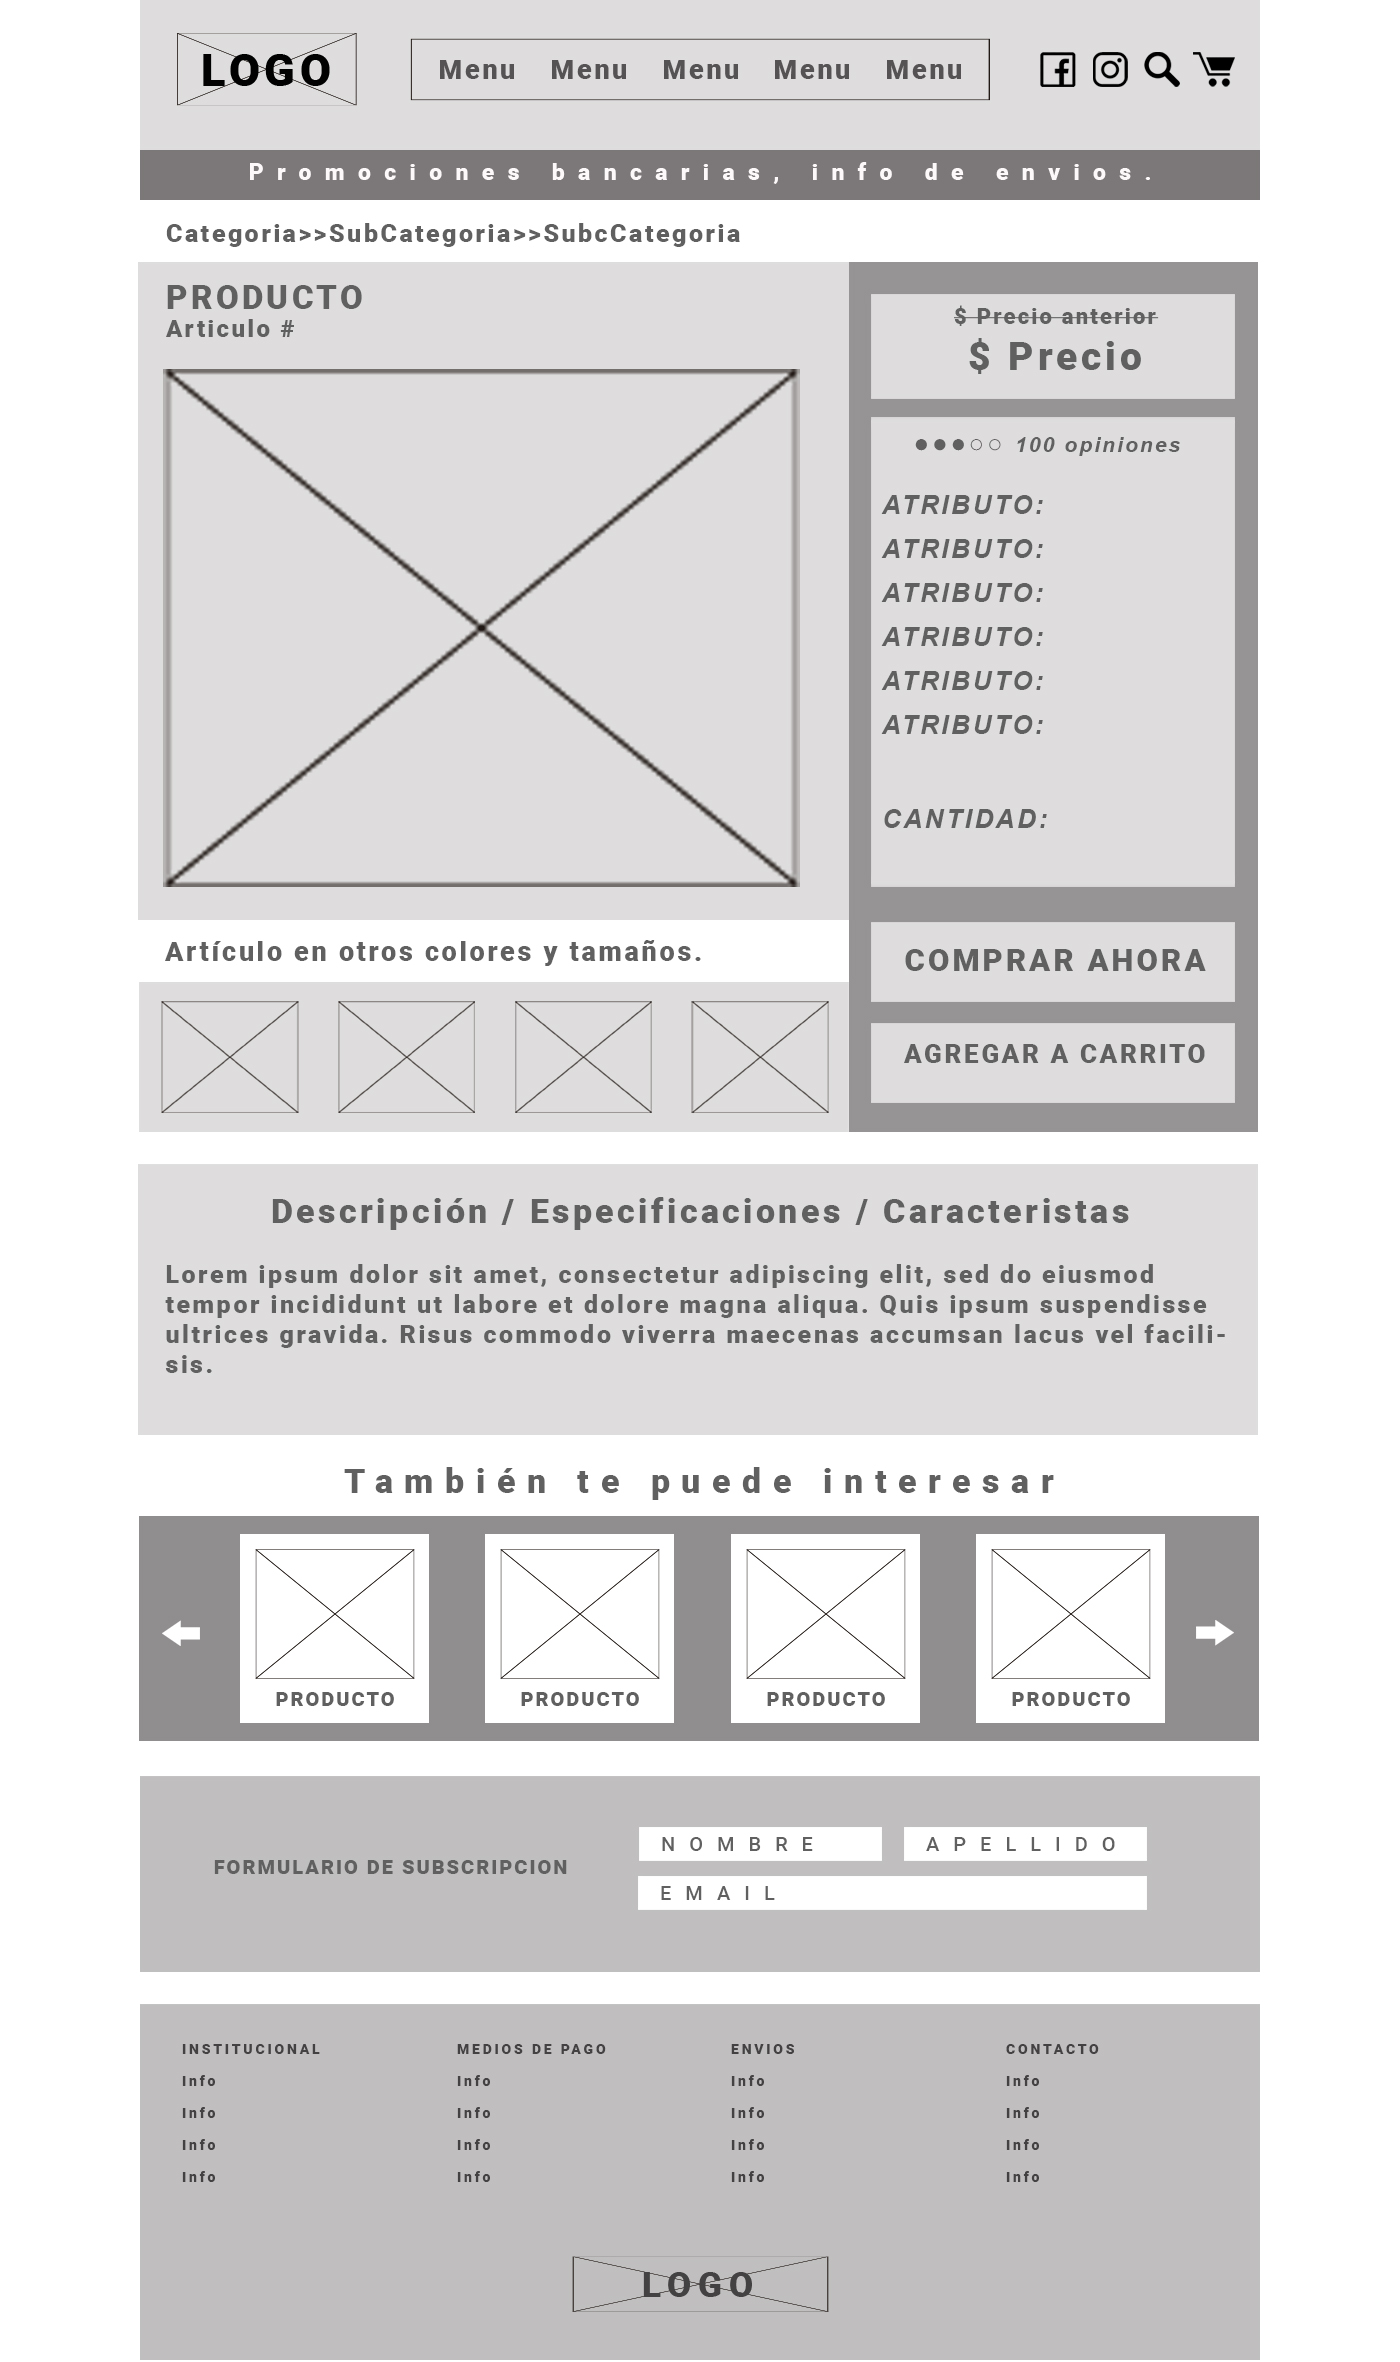 LOGO
Menu Menu Menu Menu Menu
Promociones bancarias, info de envios.
Categoria>>SubCategoria>>SubcCategoria
PRODUCTO
Articulo #
$ Precio anterior
$ Precio
100 opiniones
ATRIBUTO:
ATRIBUTO:
ATRIBUTO:
ATRIBUTO:
ATRIBUTO:
ATRIBUTO:
CANTIDAD:
Artículo en otros colores y tamaños.
COMPRAR AHORA
AGREGAR A CARRITO
Descripción / Especificaciones / Caracteristas
Lorem ipsum dolor sit amet, consectetur adipiscing elit, sed do eiusmod
tempor incididunt ut labore et dolore magna aliqua. Quis ipsum suspendisse
ultrices gravida. Risus commodo viverra maecenas accumsan lacus vel facili-
sis.
También te puede interesar
PRODUCTO PRODUCTO PRODUCTO PRODUCTO
FORMULARIO DE SUBSCRIPCION
NOMBRE APELLIDO
EMAIL
INSTITUCIONAL MEDIOS DE PAGO ENVIOS CONTACTO
Info Info Info Info
Info Info Info Info
Info Info Info Info
Info Info Info Info
LOGO